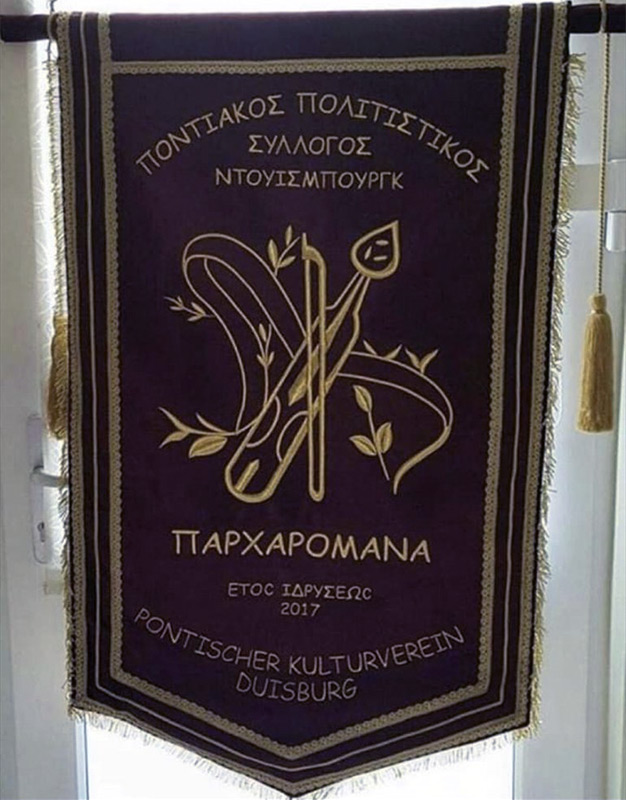 ΠΟΝΤΙΑΚΟΣ ΠΟΛΙΤΙΣΤΙΚΟΣ
ΣΥΛΛΟΓΟΣ
ΝΤΟΥΙΣΜΠΟΥΡΓΚ
ΠΑΡΧΑΡΟΜΑΝΑ
ΕΤΟC ΙΔΡΥΣΕΩC
2017
PONTISCHER KULTURVEREIN
DUISBURG